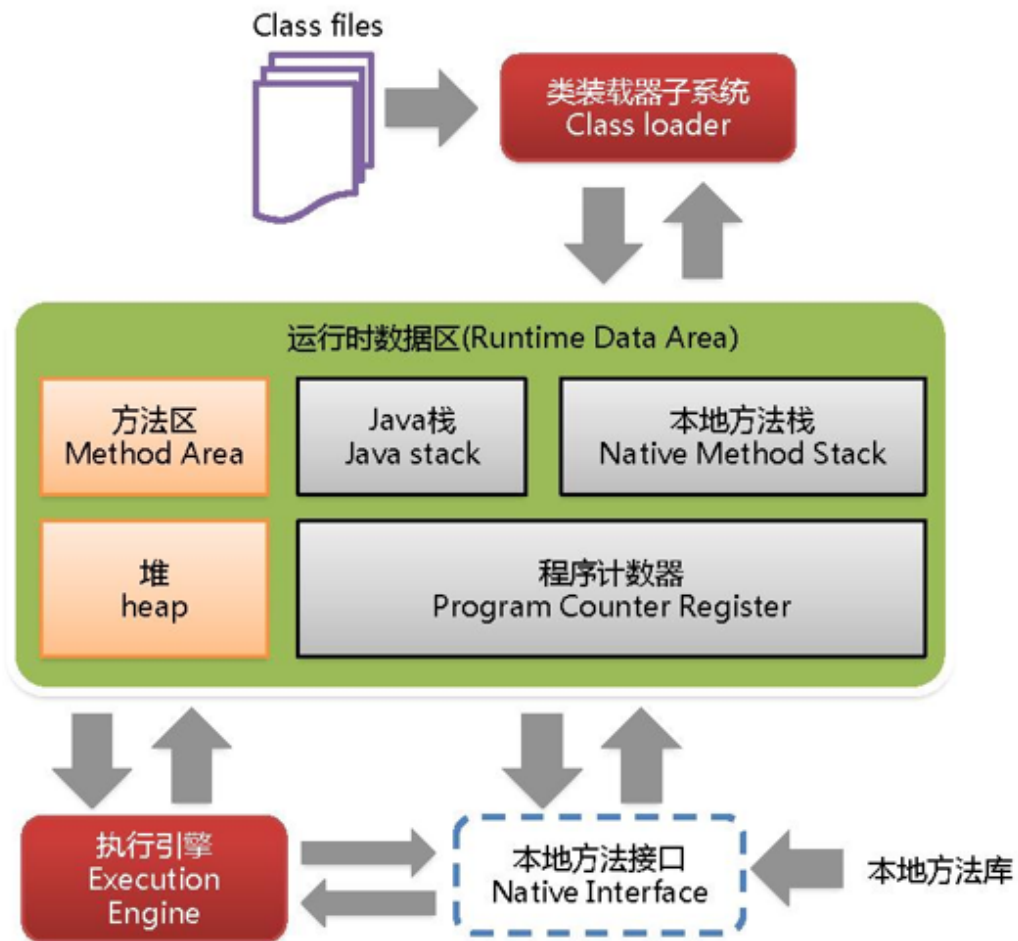 Class files
类装载器子系统
Class loader
运行时数据区(Runtime Data Area)
方法区
Method Area
Java栈
Java stack
本地方法栈
Native Method Stack
堆
heap
程序计数器
Program Counter Register
执行引擎
Execution
Engine
本地方法接口
Native Interface
本地方法库